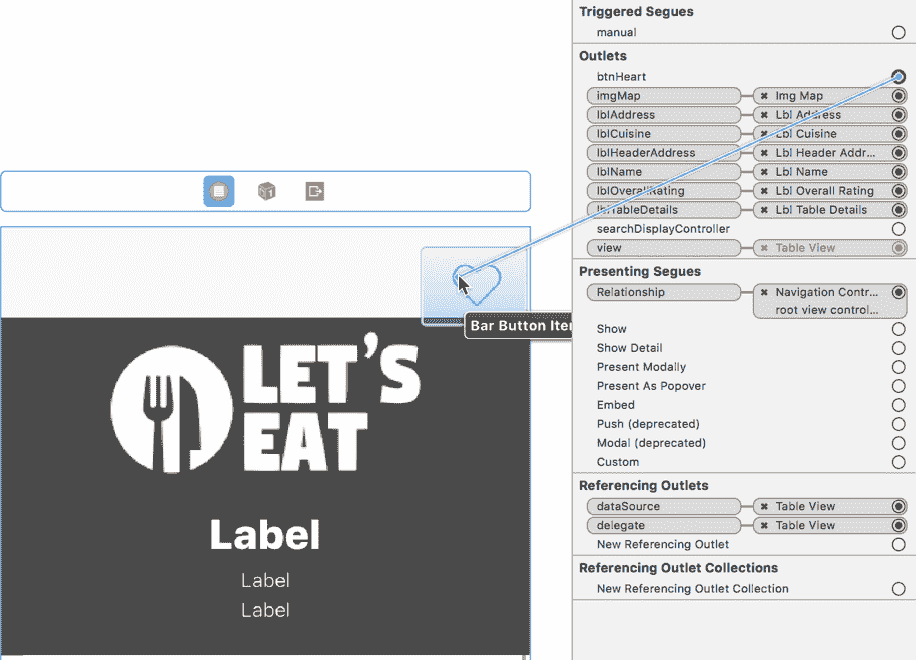 Triggered Segues
manual
Outlets
btnHeart
imgMap ✖ Img Map
lblAddress ✖ Lbl Address
lblCuisine ✖ Lbl Cuisine
lblHeaderAddress ✖ Lbl Header Addr...
lblName ✖ Lbl Name
lblOverallRating ✖ Lbl Overall Rating
lblTableDetails ✖ Lbl Table Details
searchDisplayController
view ✖ Table View
Presenting Segues
Relationship ✖ Navigation Contr...
root view control...
Show
Show Detail
Present Modally
Present As Popover
Embed
Push (deprecated)
Modal (deprecated)
Custom
Referencing Outlets
dataSource ✖ Table View
delegate ✖ Table View
New Referencing Outlet
Referencing Outlet Collections
New Referencing Outlet Collection
1
Bar Button Iter
LET'S
EAT
Label
Label
Label